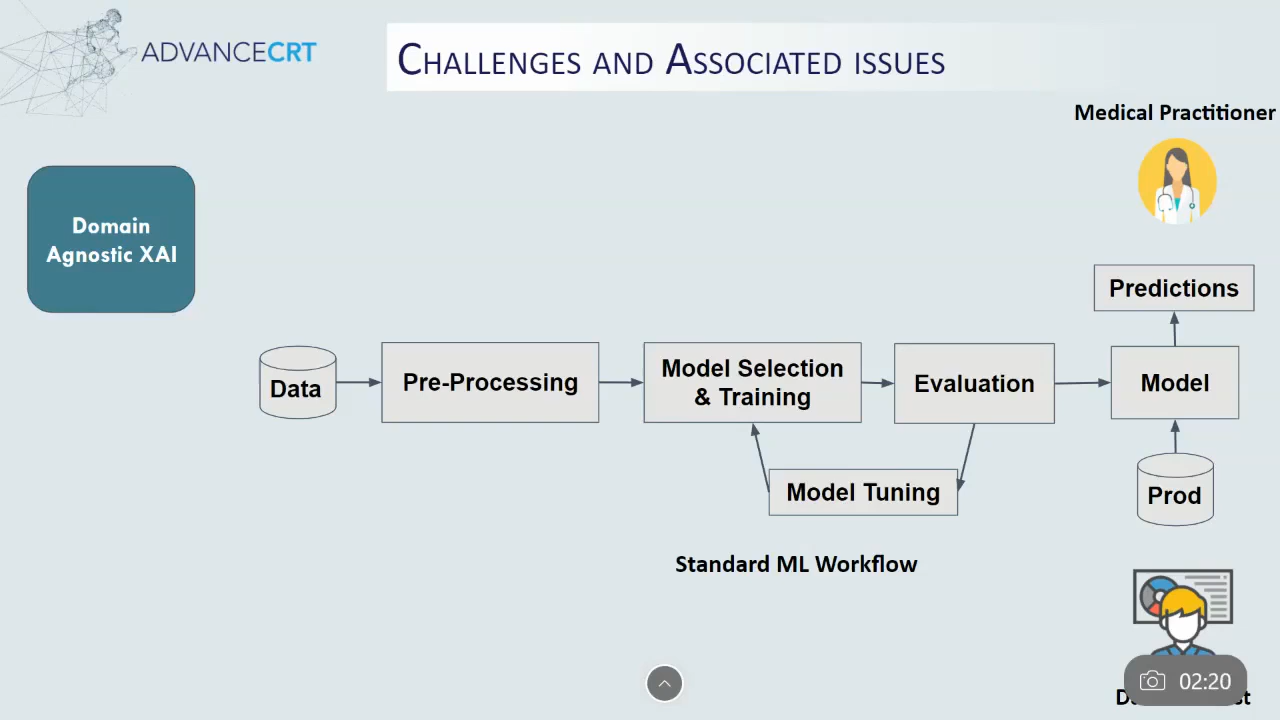 ADVANCECRT
CHALLENGES AND ASSOCIATED ISSUES
Medical Practitioner
Domain
Agnostic XAI
Predictions
Data
Pre-Processing
Model Selection
& Training
Evaluation
Model
Model Tuning
Prod
Standard ML Workflow
02:20